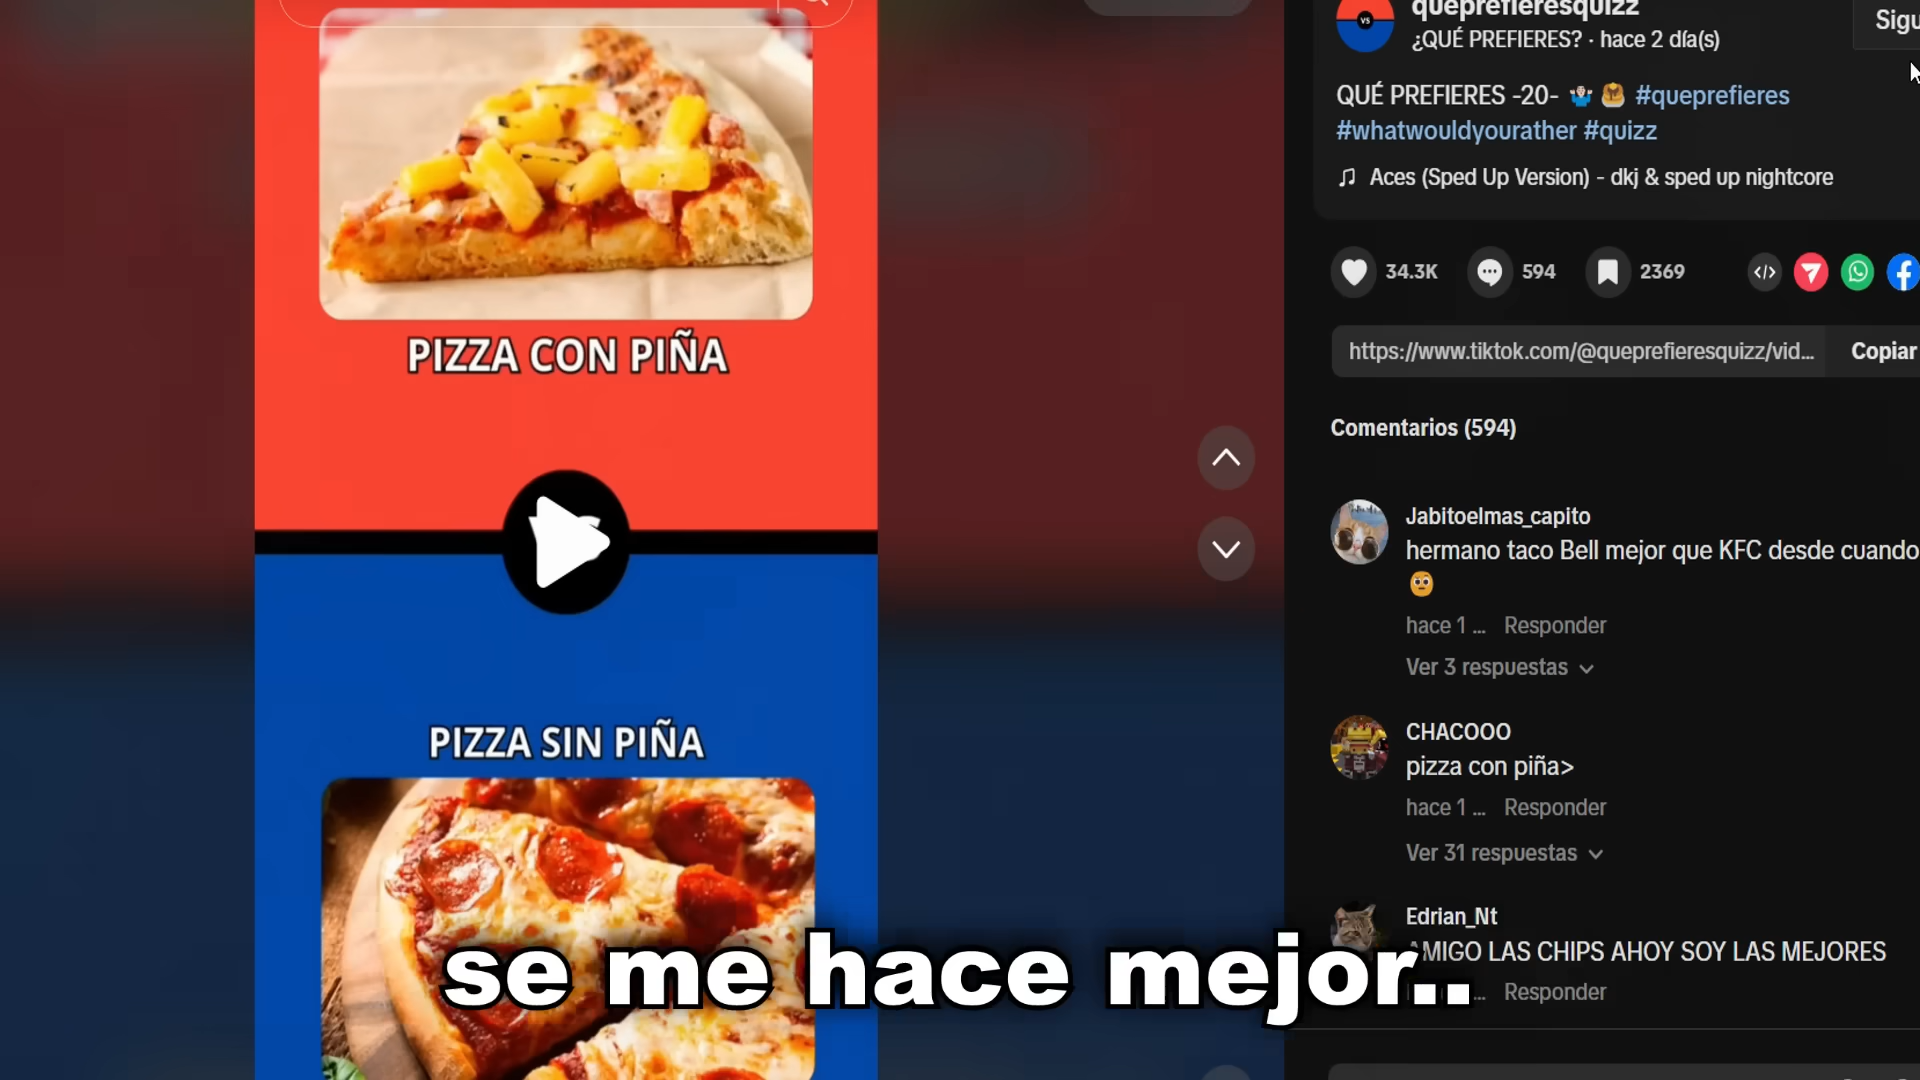 PIZZA CON PIÑA
PIZZA SIN PIÑA
se me hace mejor..
queprefieresquizz
¿QUÉ PREFIERES? · hace 2 día(s)
Sigu
QUÉ PREFIERES -20- 🤷🏻‍♂️ 🥞 #queprefieres
#whatwouldyourather #quizz
Aces (Sped Up Version) - dkj & sped up nightcore
34.3K
594
2369
https://www.tiktok.com/@queprefieresquizz/vid...
Copiar
Comentarios (594)
Jabitoelmas_capito
hermano taco Bell mejor que KFC desde cuando
🥺
hace 1 ... Responder
Ver 3 respuestas
CHACOOO
pizza con piña>
hace 1 ... Responder
Ver 31 respuestas
Edrian_Nt
AMIGO LAS CHIPS AHOY SOY LAS MEJORES
... Responder